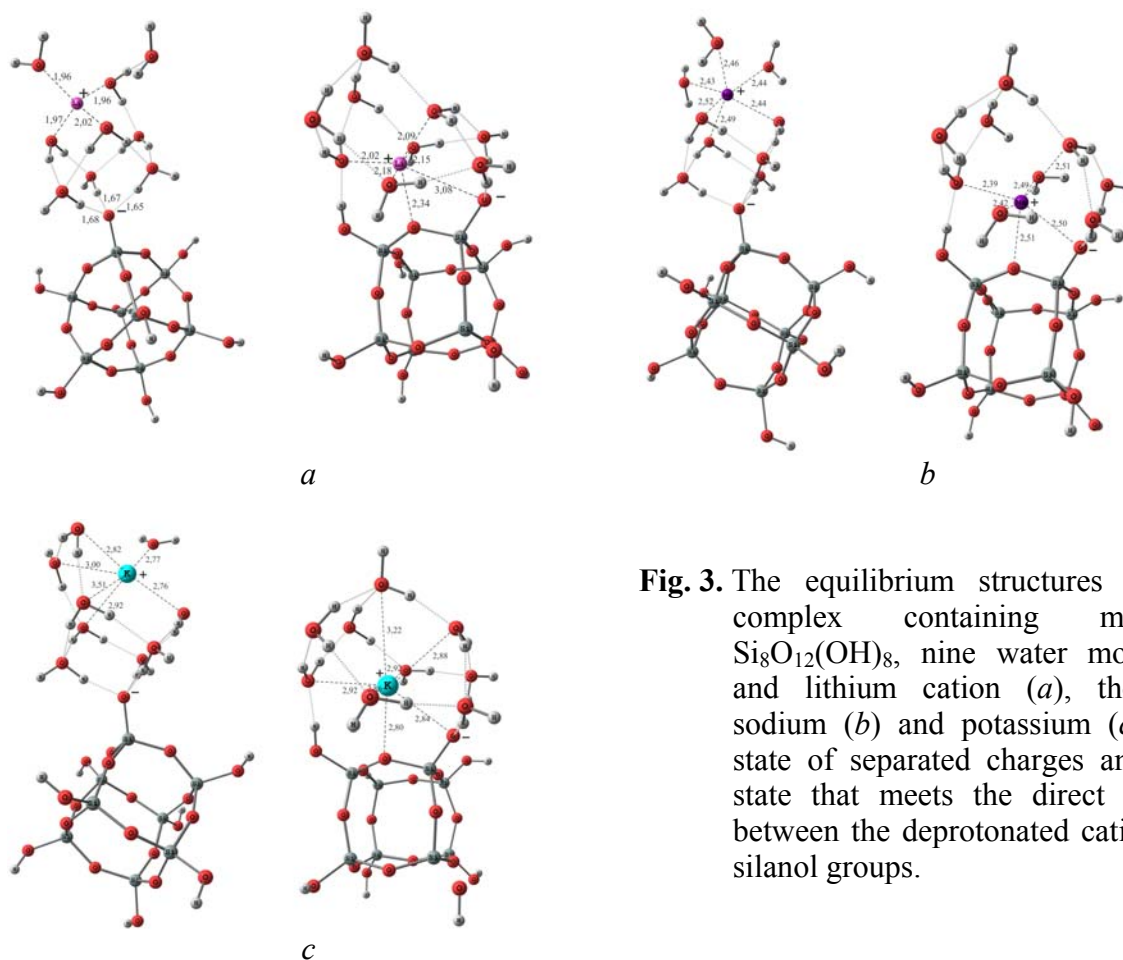 1,96
1,96
1,97
2,02
1,67
1,68
1,65
2,09
2,02
2,15
2,18
3,08
2,34
a
2,46
2,43
2,44
2,52
2,44
2,49
2,51
2,39
2,49
2,42
2,50
2,51
b
2,82
2,77
3,00
K
3,51
2,76
2,92
3,22
2,88
2,92
K
2,84
2,80
c
Fig. 3. The equilibrium structures
complex containing
Si8O12(OH)8, nine water
and lithium cation (a),
sodium (b) and potassium
state of separated charges
state that meets the direct
between the deprotonated
silanol groups.